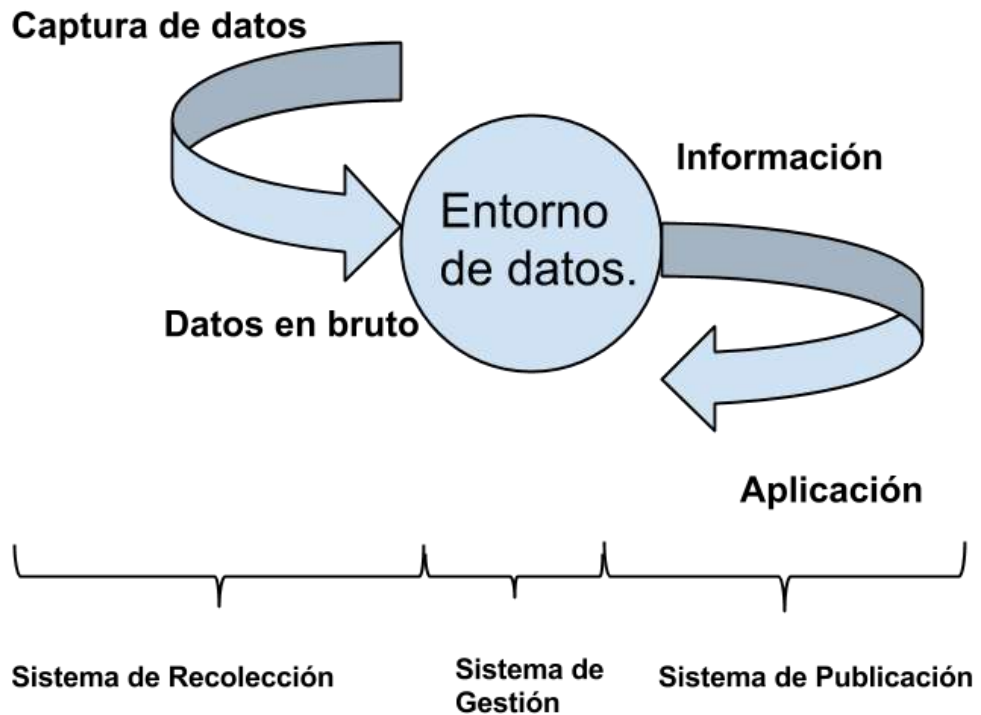 Captura de datos
Información
Entorno
de datos.
Datos en bruto
Aplicación
Sistema de Recolección
Sistema de
Gestión
Sistema de Publicación